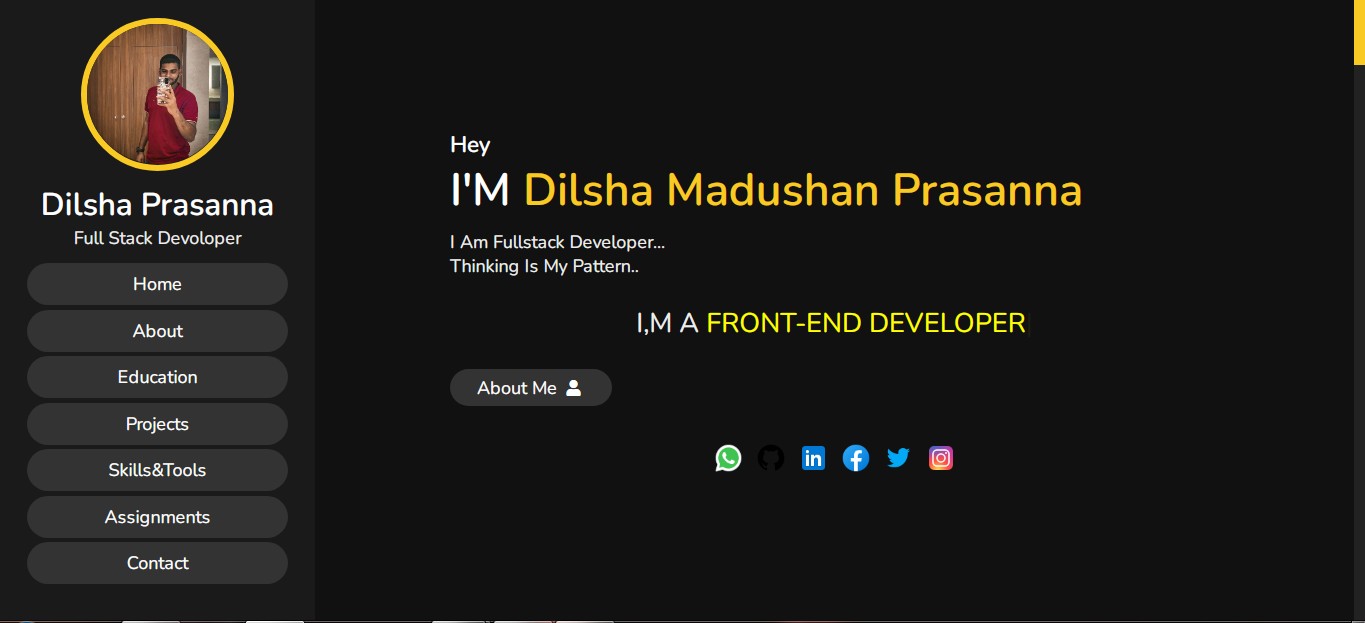 Dilsha Prasanna
Full Stack Devoloper
Home
About
Education
Projects
Skills&Tools
Assignments
Contact
Hey
I'M Dilsha Madushan Prasanna
I Am Fullstack Developer...
Thinking Is My Pattern..
I,M A FRONT-END DEVELOPER
About Me
in